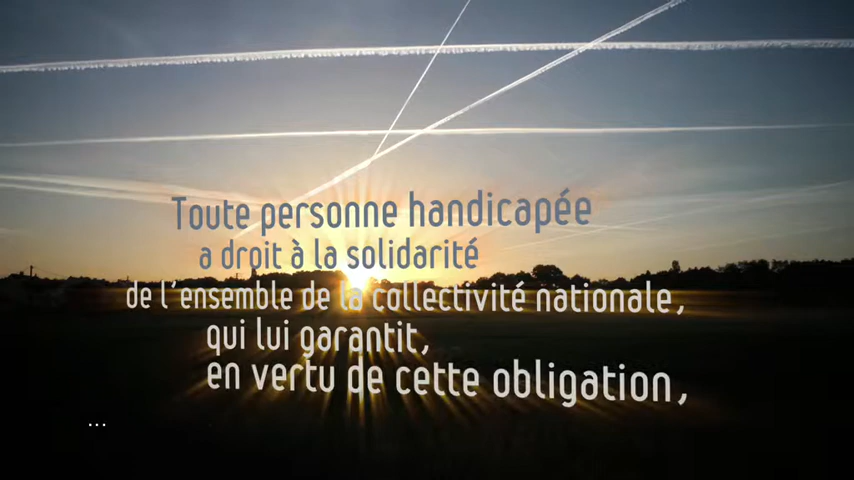 Toute personne handicapée
a droit à la solidarité
de l'ensemble de la collectivité nationale,
qui lui garantit,
en vertu de cette obligation,
...